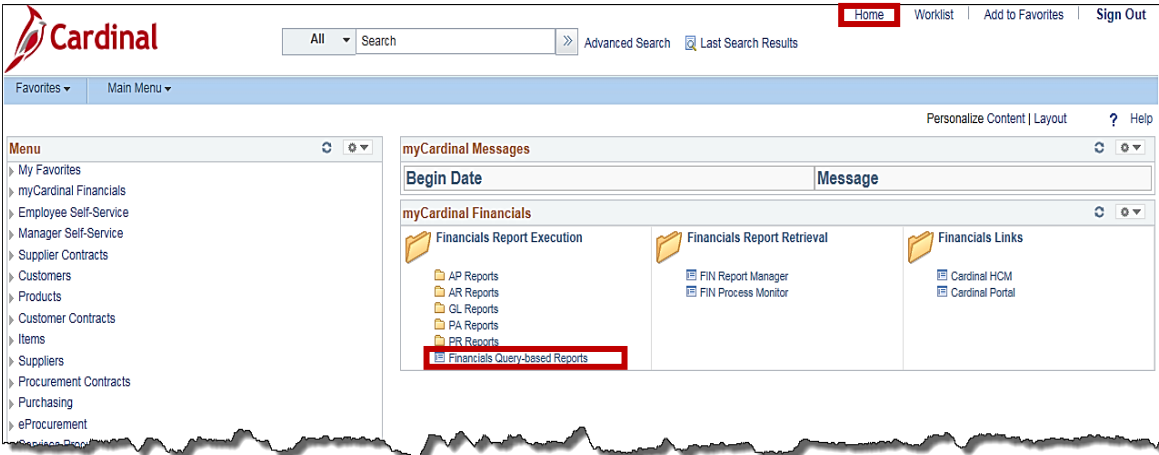 Home Worklist Add to Favorites Sign Out
Cardinal
All Search Advanced Search Last Search Results
Favorites Main Menu
Personalize Content | Layout ? Help
Menu
My Favorites
myCardinal Financials
Employee Self-Service
Manager Self-Service
Supplier Contracts
Customers
Products
Customer Contracts
Items
Suppliers
Procurement Contracts
Purchasing
eProcurement
myCardinal Messages
Begin Date Message
myCardinal Financials
Financials Report Execution
AP Reports
AR Reports
GL Reports
PA Reports
PR Reports
Financials Query-based Reports
Financials Report Retrieval
FIN Report Manager
FIN Process Monitor
Financials Links
Cardinal HCM
Cardinal Portal